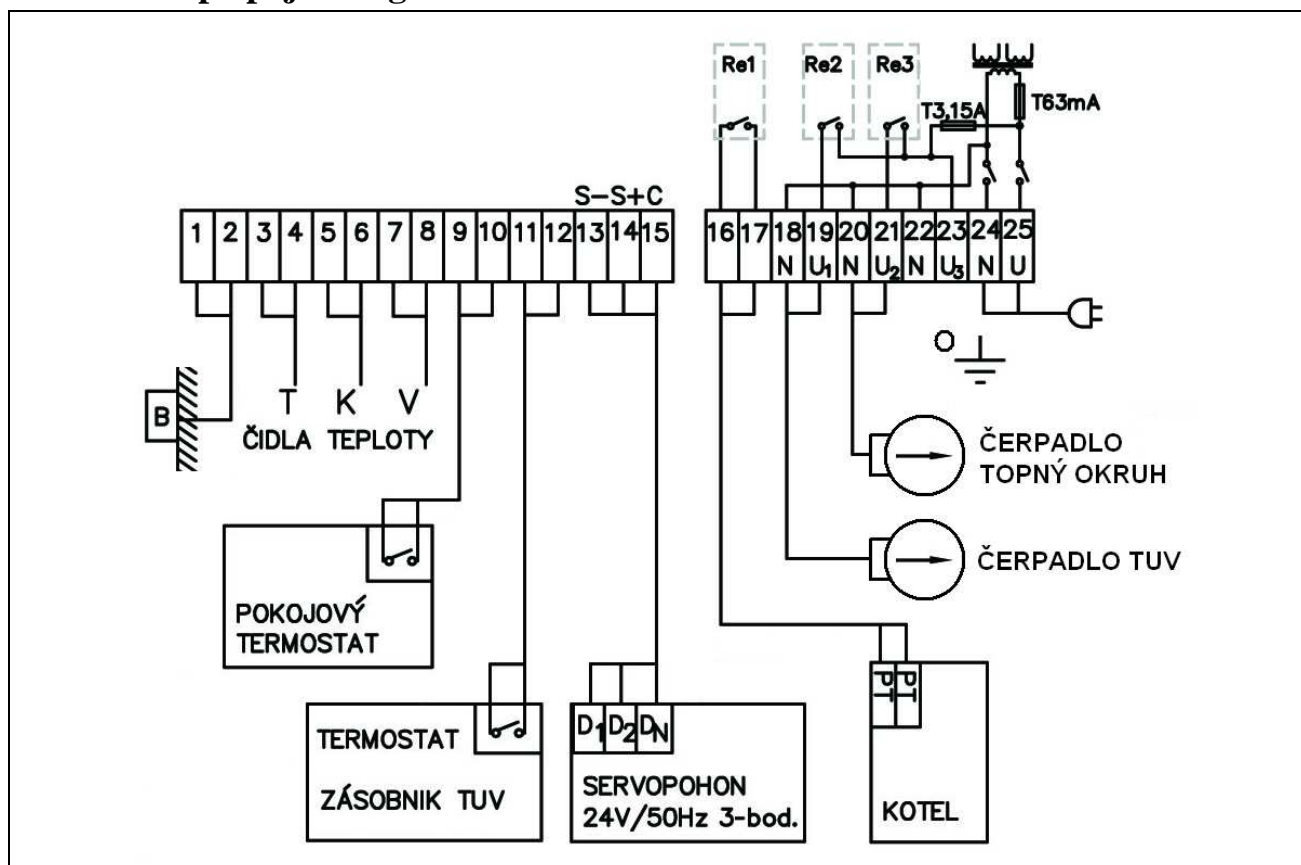 Re1 Re2 Re3
T3,15A T63mA
S- S+ C
1 2 3 4 5 6 7 8 9 10 11 12 13 14 15
16 17 18 19 20 21 22 23 24 25
N U1 N U2 N U3 N U
B
T K V
ČIDLA TEPLOTY
ČERPADLO
TOPNÝ OKRUH
ČERPADLO TUV
POKOJOVÝ
TERMOSTAT
PT PT
TERMOSTAT
ZÁSOBNIK TUV
D1 D2 DN
SERVOPOHON
24V/50Hz 3-bod.
KOTEL